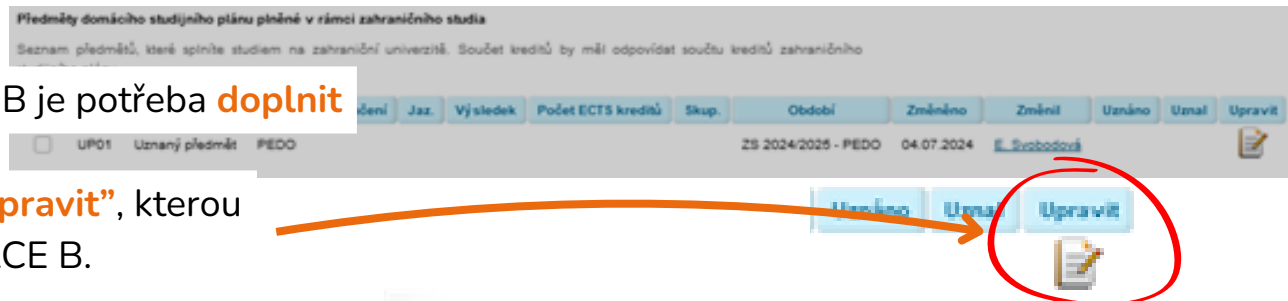 Předměty domácího studijního plánu plněné v rámci zahraničního studia
Seznam předmětů, které splníte studiem na zahraniční univerzitě. Součet kreditů by měl odpovídat součtu kreditů zahraničního
B je potřeba doplnit
Jaz. Výsledek Počet ECTS kreditů Skup. Období Změněno Změnil Uznáno Uznal Upravit
UP01 Uznaný předmět PEDO ZS 2024/2025 - PEDO 04.07.2024 E. Svobodová
pravit”, kterou
Uznáno Uznal Upravit
CE B.